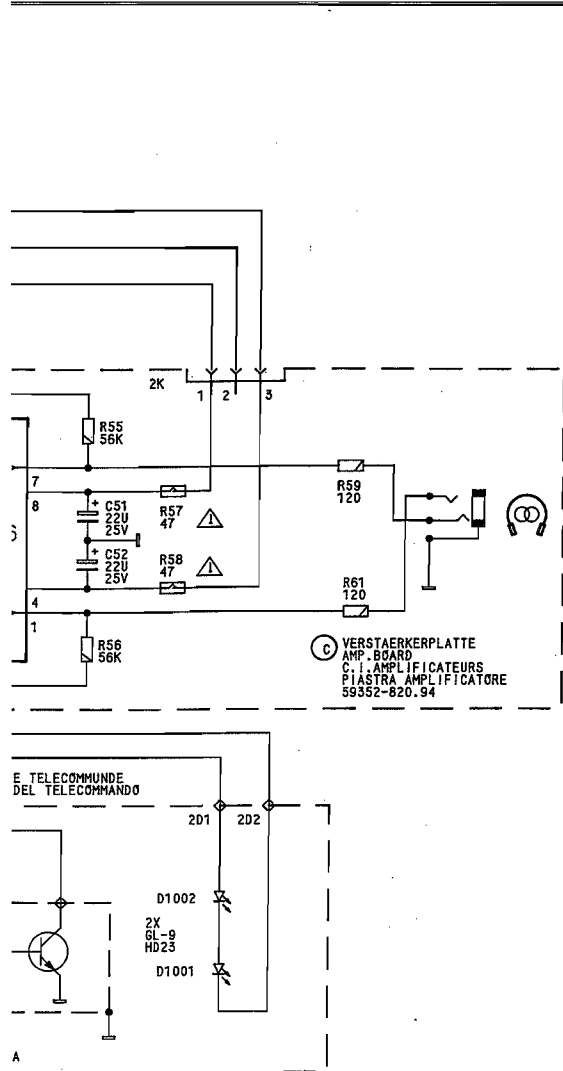 2K
1 2 3
R55
56K
7
8
R59
120
+ C51
22U
25V
R57
47
+ C52
22U
25V
R58
47
R61
120
4
1
R56
56K
C
VERSTAERKERPLATTE
AMP.BOARD
C.I.AMPLIFICATEURS
PIASTRA AMPLIFICATORE
59352-820.94
E TELECOMMUNDE
DEL TELECOMMANDO
2D1 2D2
D1002
2X
GL-9
HD23
D1001
A